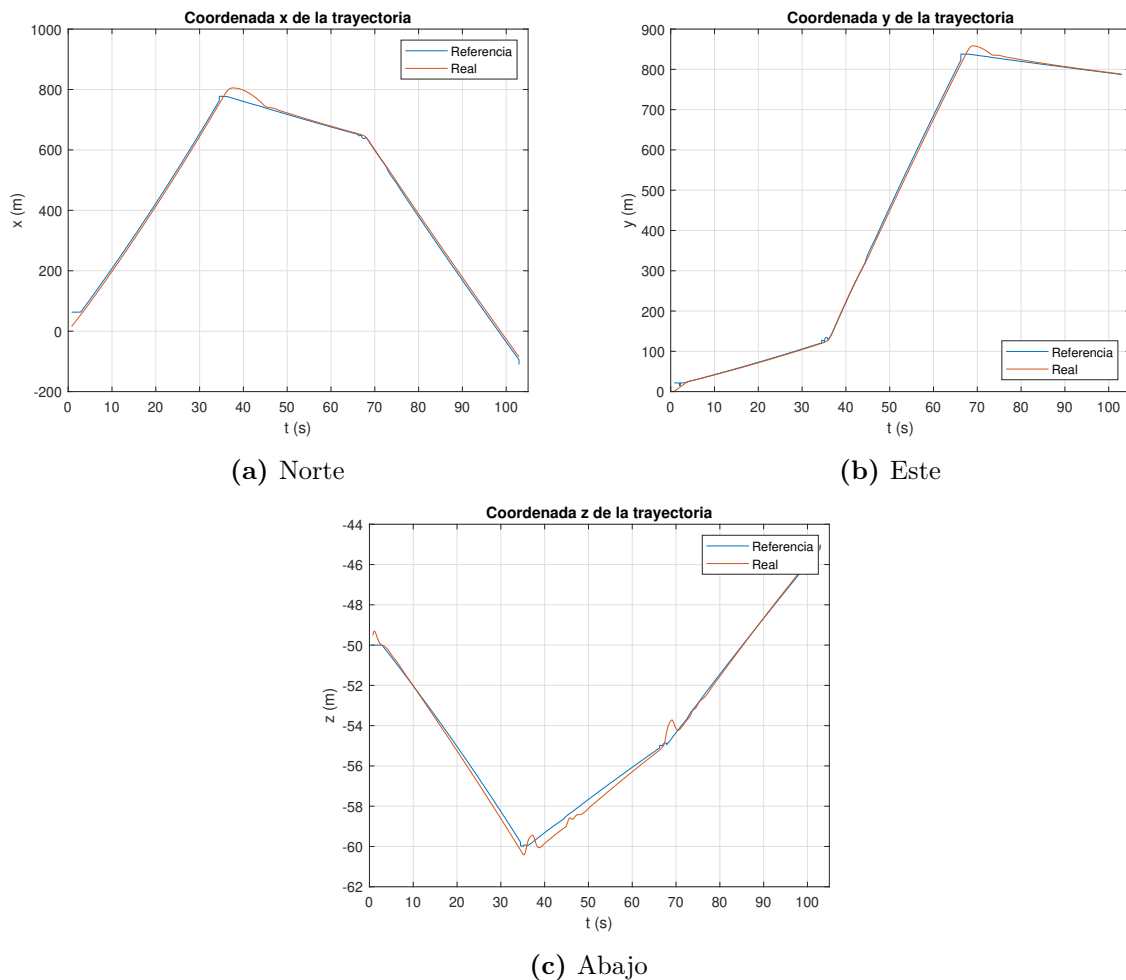 Coordenada x de la trayectoria
1000
800
600
400
200
0
-200
x (m)
Referencia
Real
0 10 20 30 40 50 60 70 80 90 100
t (s)
(a) Norte
Coordenada y de la trayectoria
900
800
700
600
500
400
300
200
100
0
y (m)
Referencia
Real
0 10 20 30 40 50 60 70 80 90 100
t (s)
(b) Este
Coordenada z de la trayectoria
-44
-46
-48
-50
-52
-54
-56
-58
-60
-62
z (m)
Referencia
Real
0 10 20 30 40 50 60 70 80 90 100
t (s)
(c) Abajo